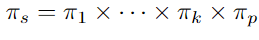 π_s = π_1 × ⋯ × π_k × π_p